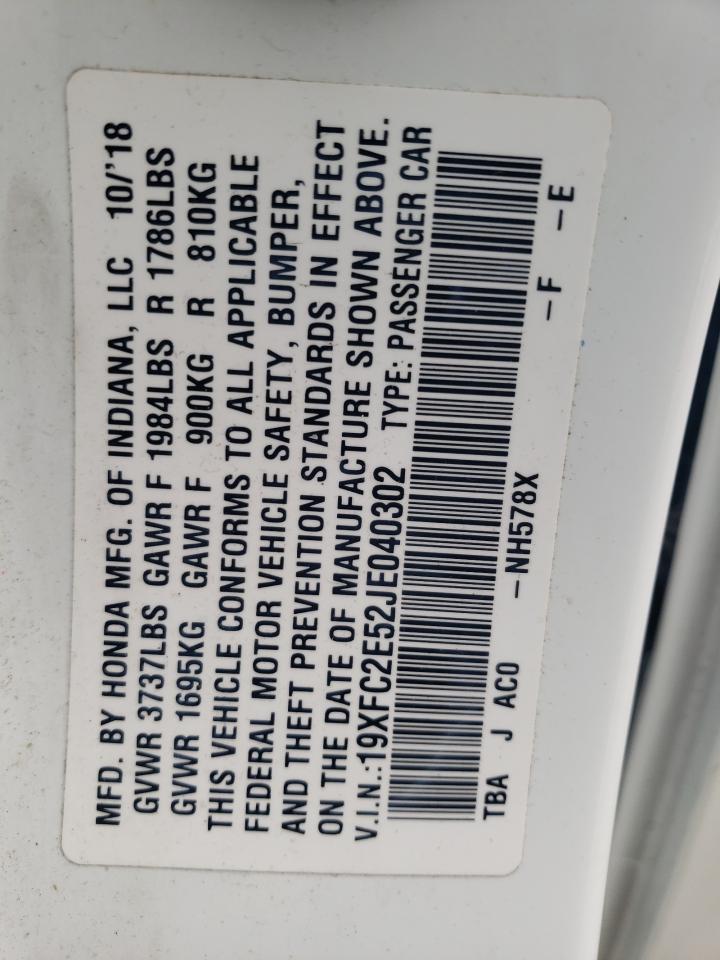 MFD. BY HONDA MFG. OF INDIANA, LLC 10/'18
GVWR 3737LBS GAWR F 1984LBS R 1786LBS
GVWR 1695KG GAWR F 900KG R 810KG
THIS VEHICLE CONFORMS TO ALL APPLICABLE
FEDERAL MOTOR VEHICLE SAFETY, BUMPER,
AND THEFT PREVENTION STANDARDS IN EFFECT
ON THE DATE OF MANUFACTURE SHOWN ABOVE.
V.I.N.:19XFC2E52JE040302 TYPE: PASSENGER CAR
TBA J AC0 -NH578X -F -E